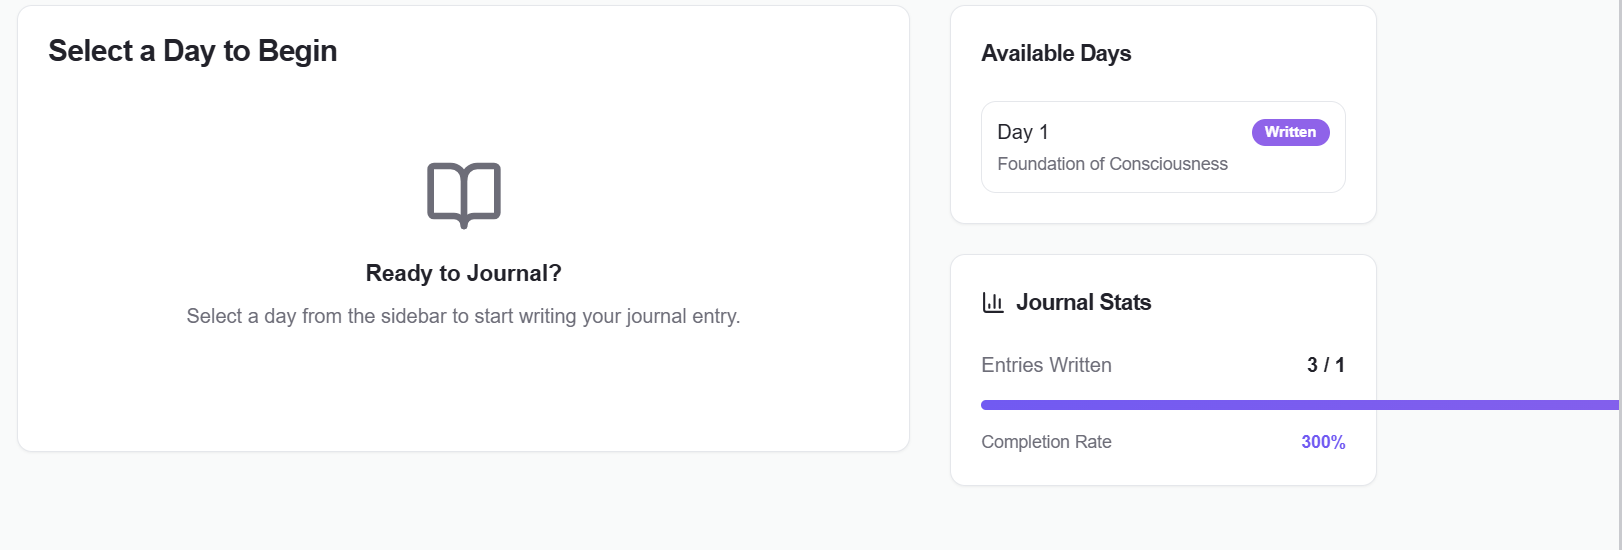 Select a Day to Begin
Ready to Journal?
Select a day from the sidebar to start writing your journal entry.
Available Days
Day 1
Written
Foundation of Consciousness
Journal Stats
Entries Written
3 / 1
Completion Rate
300%